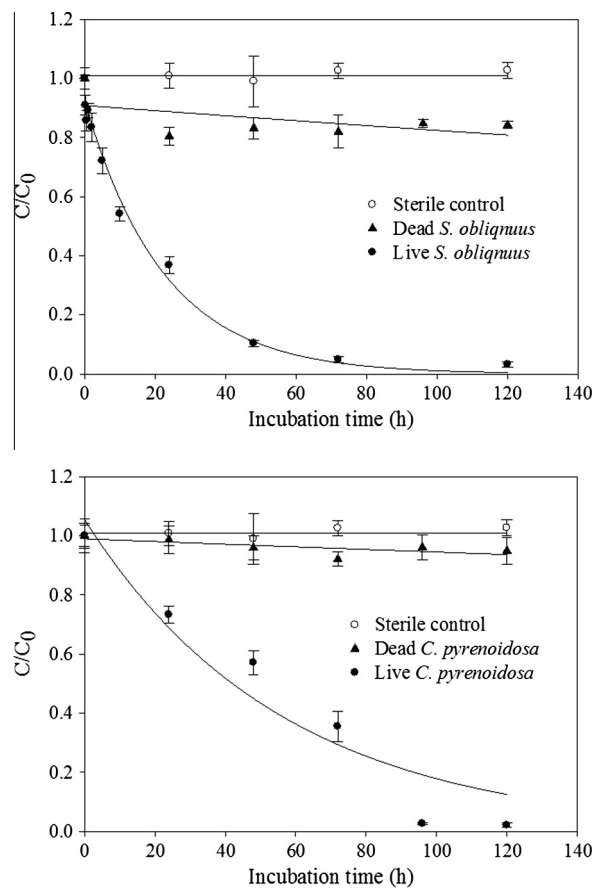 1.2
1.0
0.8
0.6
0.4
0.2
0.0
C/C0
Sterile control
Dead S. obliqnuus
Live S. obliqnuus
0 20 40 60 80 100 120 140
Incubation time (h)
1.2
1.0
0.8
0.6
0.4
0.2
0.0
C/C0
Sterile control
Dead C. pyrenoidosa
Live C. pyrenoidosa
0 20 40 60 80 100 120 140
Incubation time (h)